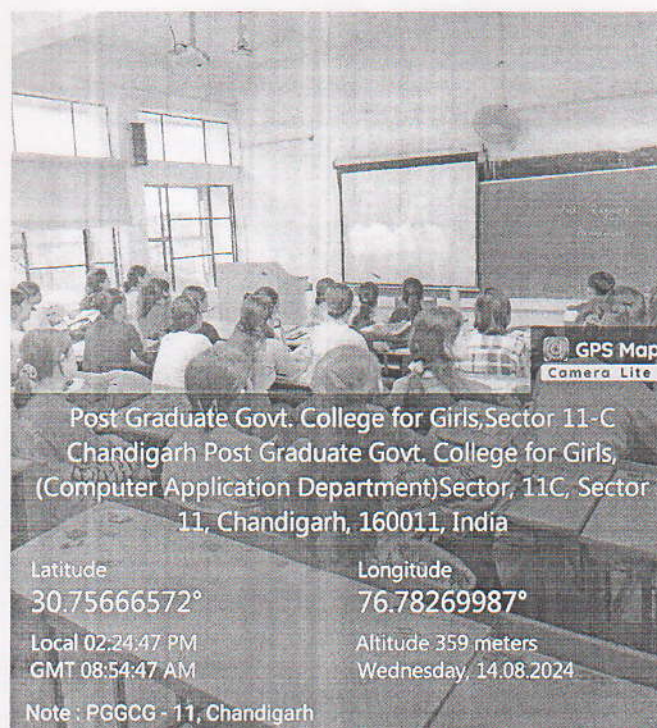 GPS Map
Camera Lite
Post Graduate Govt. College for Girls,Sector 11-C
Chandigarh Post Graduate Govt. College for Girls,
(Computer Application Department)Sector, 11C, Sector
11, Chandigarh, 160011, India
Latitude
30.75666572°
Longitude
76.78269987°
Local 02:24:47 PM
GMT 08:54:47 AM
Altitude 359 meters
Wednesday, 14.08.2024
Note : PGGCG - 11, Chandigarh